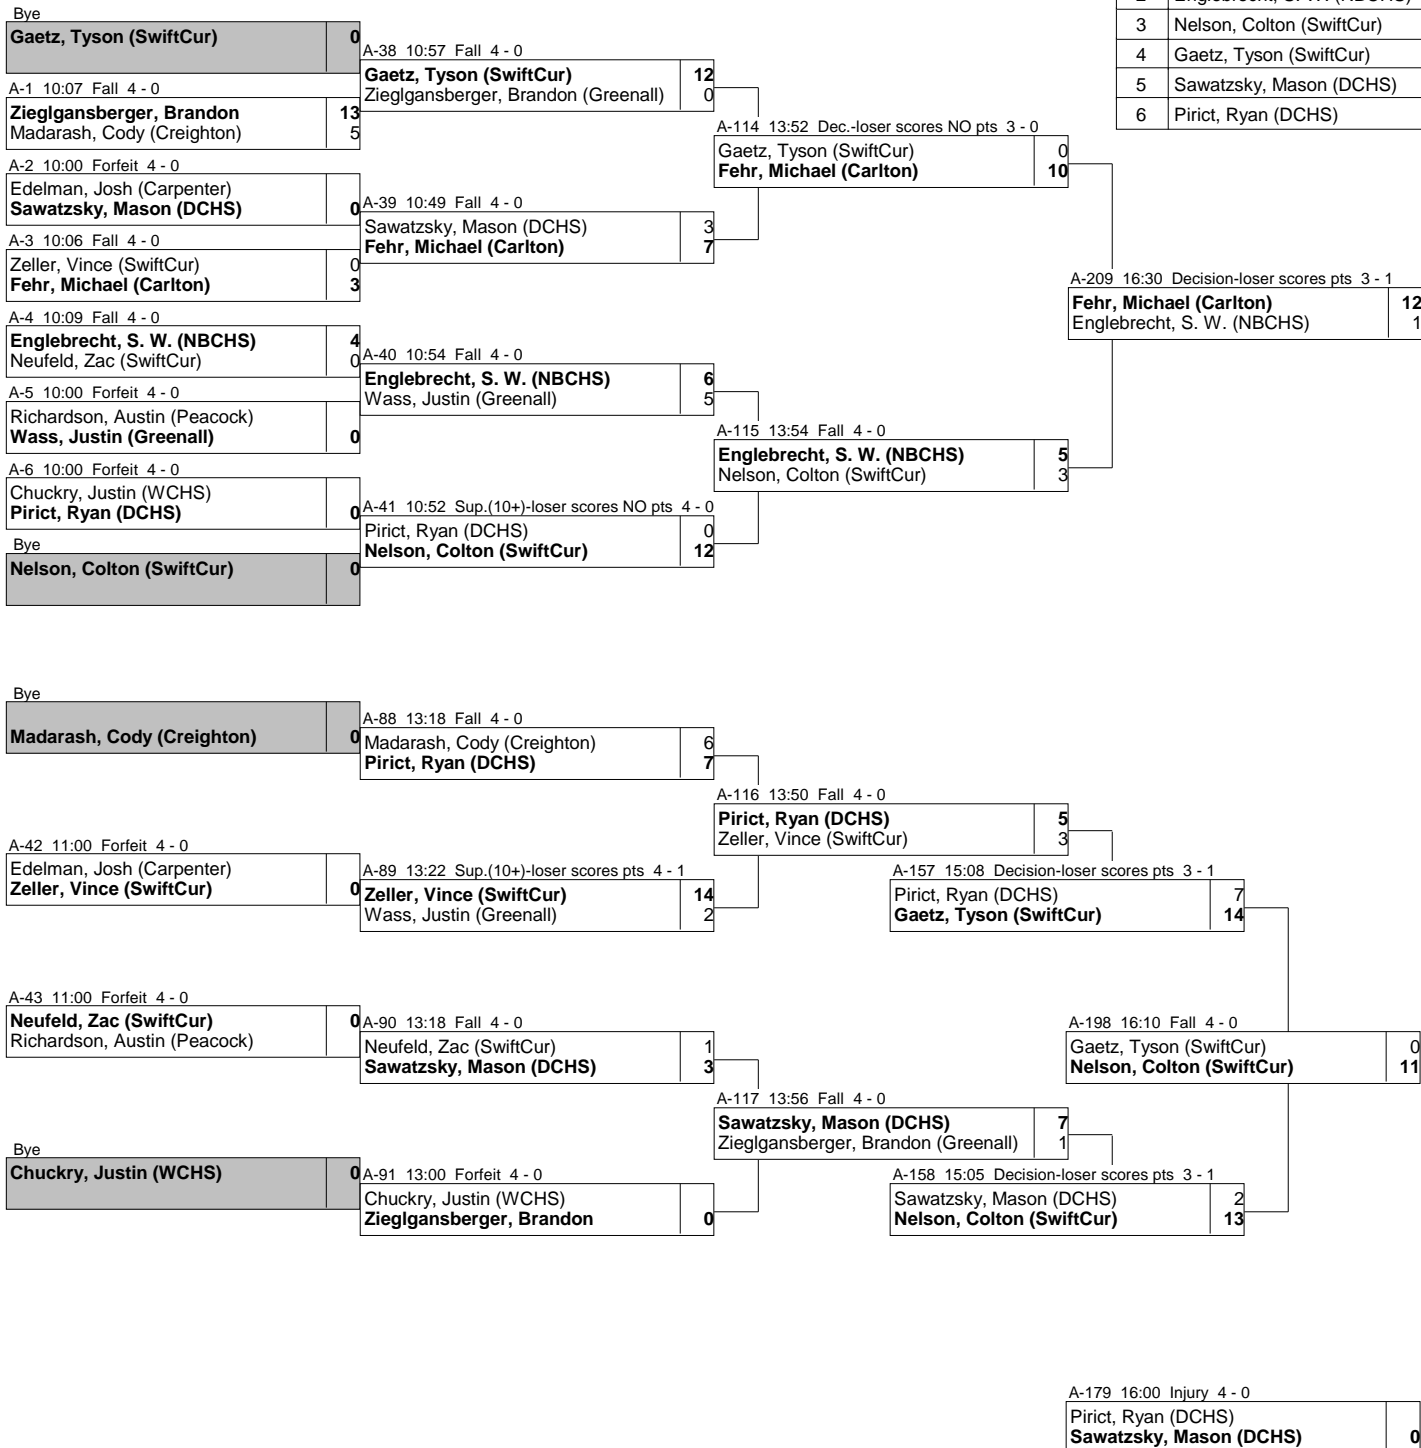 Bye
Gaetz, Tyson (SwiftCur) 0
A-1 10:07 Fall 4 - 0
Zieglgansberger, Brandon 13
Madarash, Cody (Creighton) 5
A-2 10:00 Forfeit 4 - 0
Edelman, Josh (Carpenter)
Sawatzsky, Mason (DCHS) 0
A-3 10:06 Fall 4 - 0
Zeller, Vince (SwiftCur) 0
Fehr, Michael (Carlton) 3
A-4 10:09 Fall 4 - 0
Englebrecht, S. W. (NBCHS) 4
Neufeld, Zac (SwiftCur) 0
A-5 10:00 Forfeit 4 - 0
Richardson, Austin (Peacock)
Wass, Justin (Greenall) 0
A-6 10:00 Forfeit 4 - 0
Chuckry, Justin (WCHS)
Pirict, Ryan (DCHS) 0
Bye
Nelson, Colton (SwiftCur) 0
A-38 10:57 Fall 4 - 0
Gaetz, Tyson (SwiftCur) 12
Zieglgansberger, Brandon (Greenall) 0
A-39 10:49 Fall 4 - 0
Sawatzsky, Mason (DCHS) 3
Fehr, Michael (Carlton) 7
A-40 10:54 Fall 4 - 0
Englebrecht, S. W. (NBCHS) 6
Wass, Justin (Greenall) 5
A-41 10:52 Sup.(10+)-loser scores NO pts 4 - 0
Pirict, Ryan (DCHS) 0
Nelson, Colton (SwiftCur) 12
A-114 13:52 Dec.-loser scores NO pts 3 - 0
Gaetz, Tyson (SwiftCur) 0
Fehr, Michael (Carlton) 10
A-115 13:54 Fall 4 - 0
Englebrecht, S. W. (NBCHS) 5
Nelson, Colton (SwiftCur) 3
3 Nelson, Colton (SwiftCur)
4 Gaetz, Tyson (SwiftCur)
5 Sawatzsky, Mason (DCHS)
6 Pirict, Ryan (DCHS)
A-209 16:30 Decision-loser scores pts 3 - 1
Fehr, Michael (Carlton) 12
Englebrecht, S. W. (NBCHS) 1
Bye
Madarash, Cody (Creighton) 0
A-42 11:00 Forfeit 4 - 0
Edelman, Josh (Carpenter)
Zeller, Vince (SwiftCur) 0
A-43 11:00 Forfeit 4 - 0
Neufeld, Zac (SwiftCur) 0
Richardson, Austin (Peacock)
Bye
Chuckry, Justin (WCHS) 0
A-88 13:18 Fall 4 - 0
Madarash, Cody (Creighton) 6
Pirict, Ryan (DCHS) 7
A-89 13:22 Sup.(10+)-loser scores pts 4 - 1
Zeller, Vince (SwiftCur) 14
Wass, Justin (Greenall) 2
A-90 13:18 Fall 4 - 0
Neufeld, Zac (SwiftCur) 1
Sawatzsky, Mason (DCHS) 3
A-91 13:00 Forfeit 4 - 0
Chuckry, Justin (WCHS)
Zieglgansberger, Brandon 0
A-116 13:50 Fall 4 - 0
Pirict, Ryan (DCHS) 5
Zeller, Vince (SwiftCur) 3
A-117 13:56 Fall 4 - 0
Sawatzsky, Mason (DCHS) 7
Zieglgansberger, Brandon (Greenall) 1
A-157 15:08 Decision-loser scores pts 3 - 1
Pirict, Ryan (DCHS) 7
Gaetz, Tyson (SwiftCur) 14
A-158 15:05 Decision-loser scores pts 3 - 1
Sawatzsky, Mason (DCHS) 2
Nelson, Colton (SwiftCur) 13
A-198 16:10 Fall 4 - 0
Gaetz, Tyson (SwiftCur) 0
Nelson, Colton (SwiftCur) 11
A-179 16:00 Injury 4 - 0
Pirict, Ryan (DCHS)
Sawatzsky, Mason (DCHS) 0